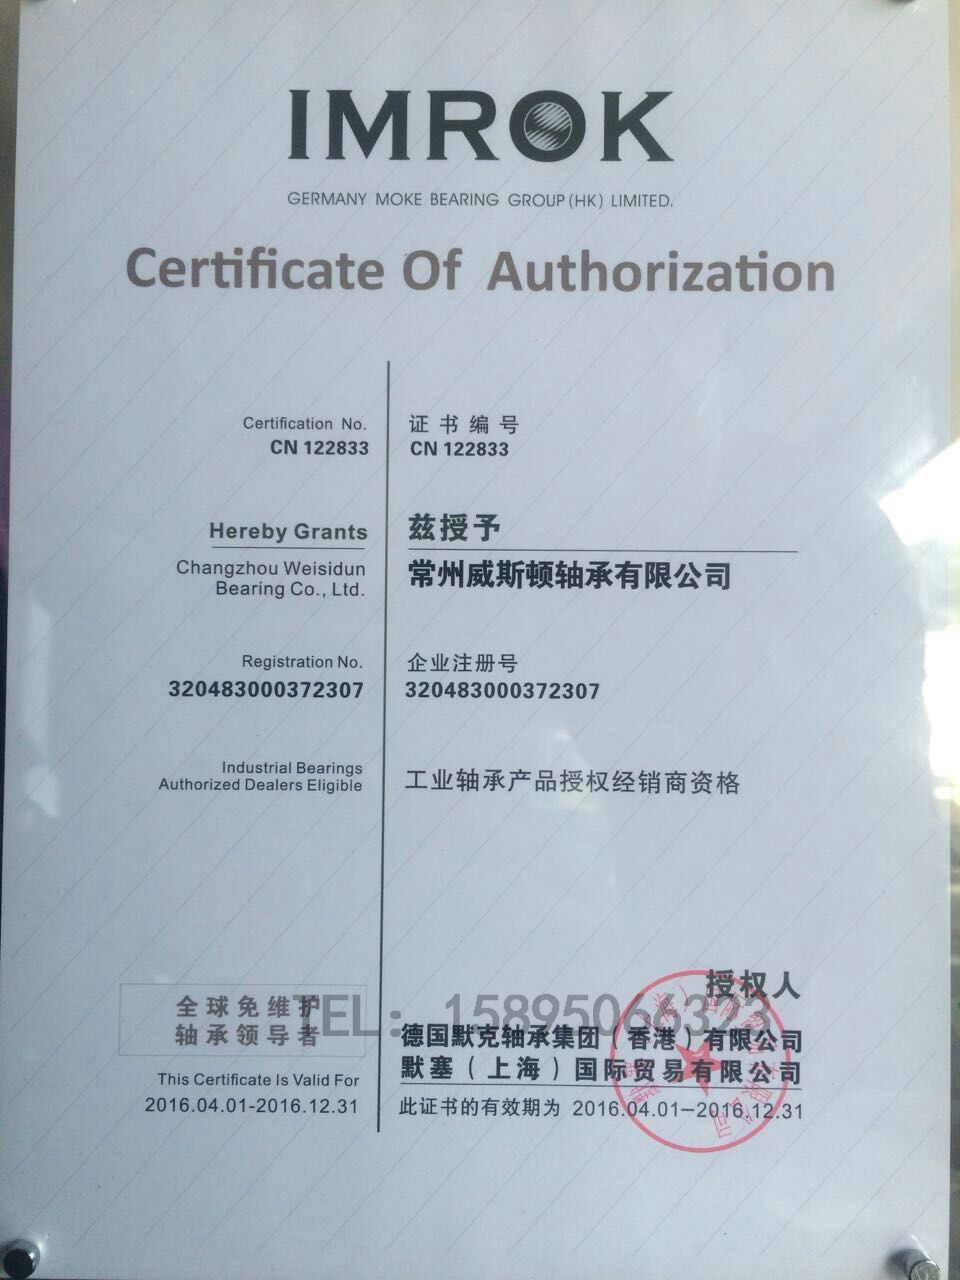 IMROK
GERMANY MOKE BEARING GROUP(HK) LIMITED.
Certificate Of Authorization
Certification No.
CN 122833
证书编号
CN 122833
Hereby Grants
兹授予
Changzhou Weisidun
Bearing Co., Ltd.
常州威斯顿轴承有限公司
Registration No.
320483000372307
企业注册号
320483000372307
Industrial Bearings
Authorized Dealers Eligible
工业轴承产品授权经销商资格
全球免维护
轴承领导者
TEL：15895066323
授权人
德国默克轴承集团（香港）有限公司
默塞（上海）国际贸易有限公司
This Certificate Is Valid For
2016.04.01-2016.12.31
此证书的有效期为 2016.04.01—2016.12.31